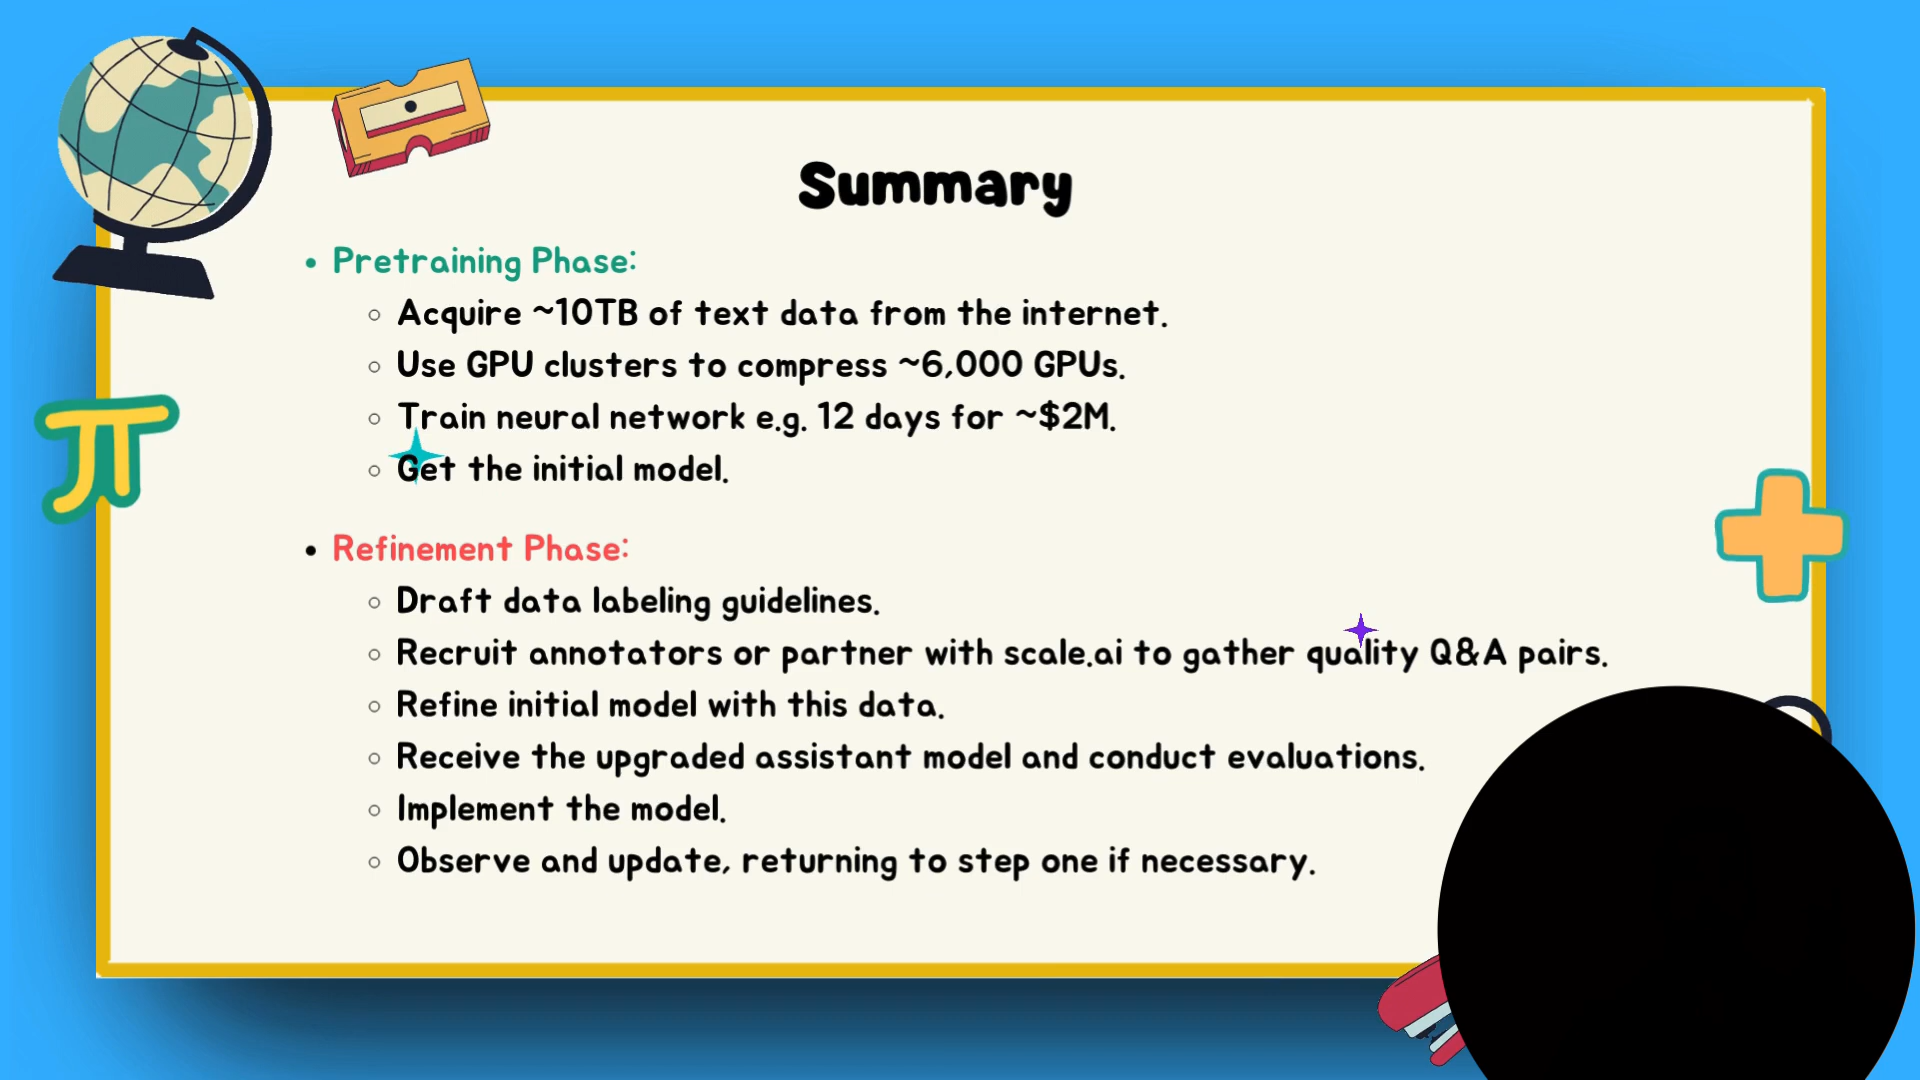 Summary
• Pretraining Phase:
○ Acquire ~10TB of text data from the internet.
○ Use GPU clusters to compress ~6,000 GPUs.
○ Train neural network e.g. 12 days for ~$2M.
○ Get the initial model.
• Refinement Phase:
○ Draft data labeling guidelines.
○ Recruit annotators or partner with scale.ai to gather quality Q&A pairs.
○ Refine initial model with this data.
○ Receive the upgraded assistant model and conduct evaluations.
○ Implement the model.
○ Observe and update, returning to step one if necessary.
π